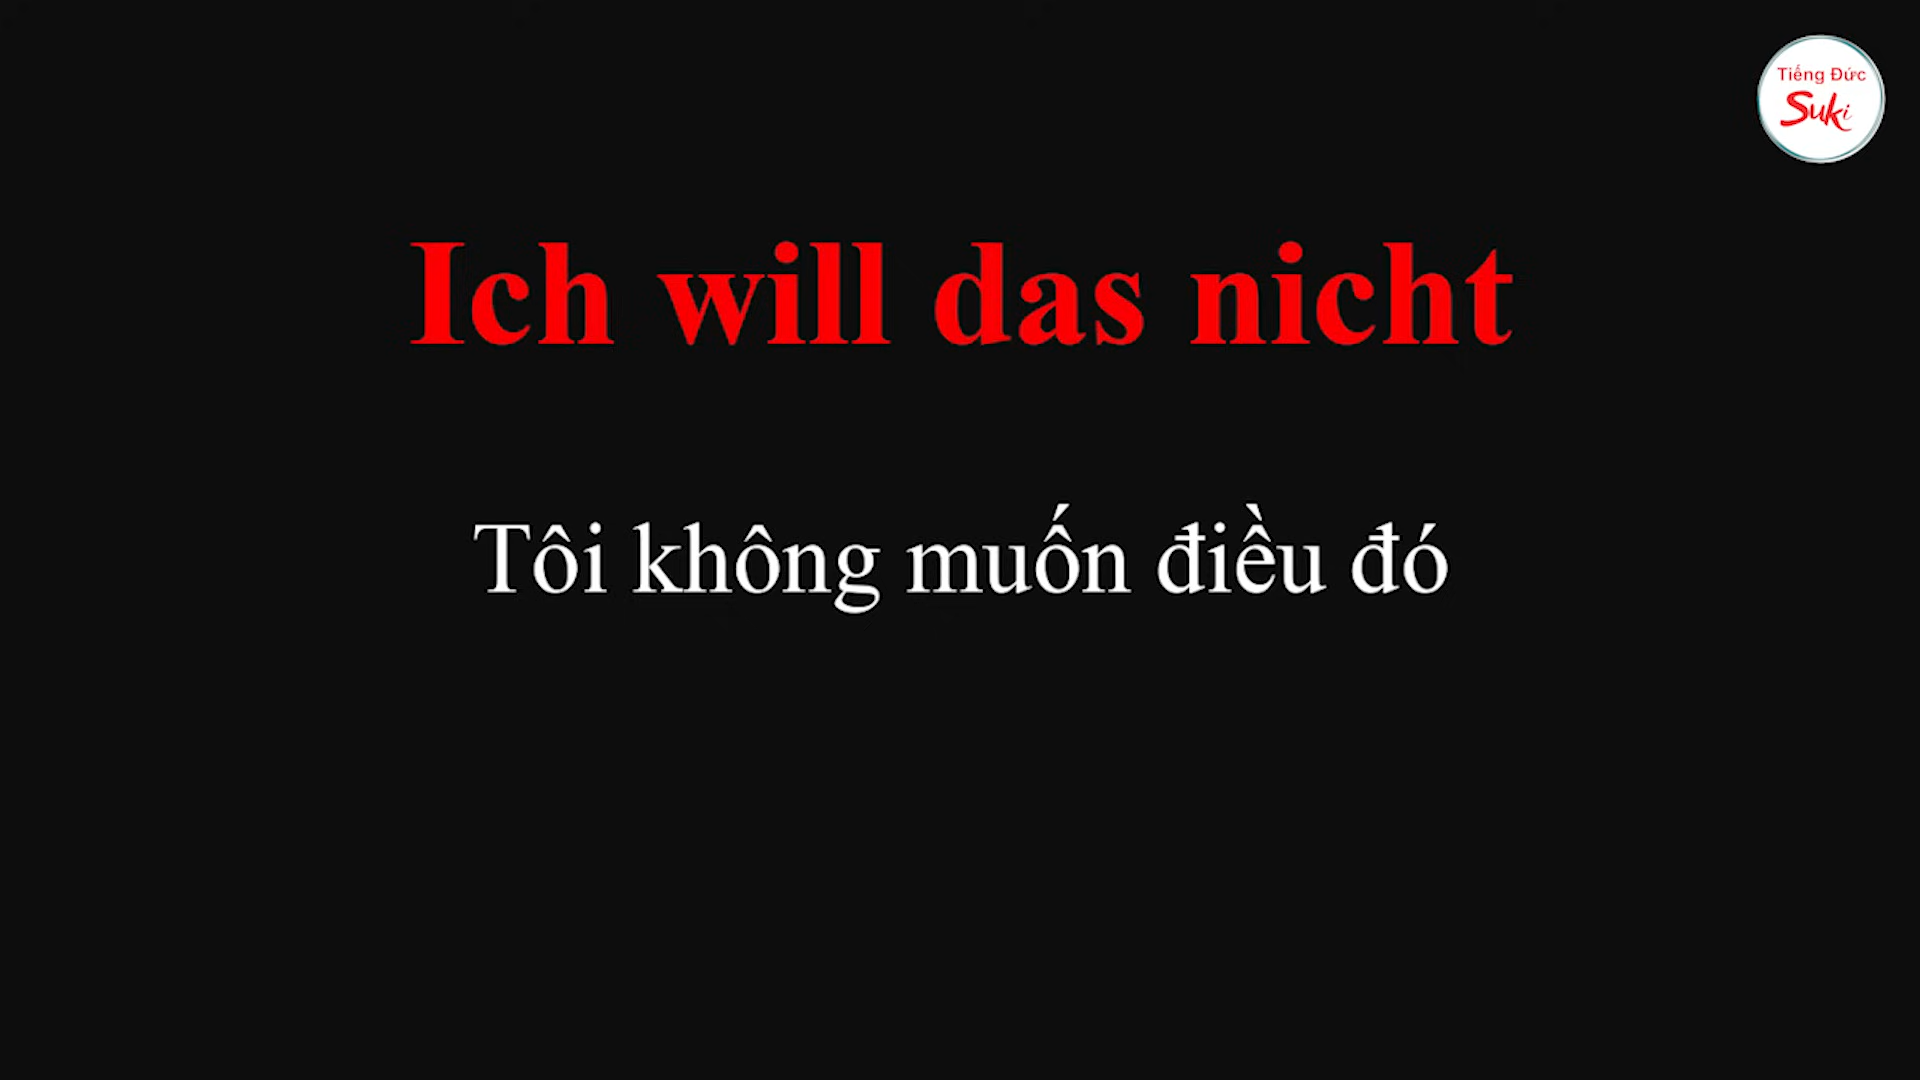 Tiếng Đức
Suki
Ich will das nicht
Tôi không muốn điều đó